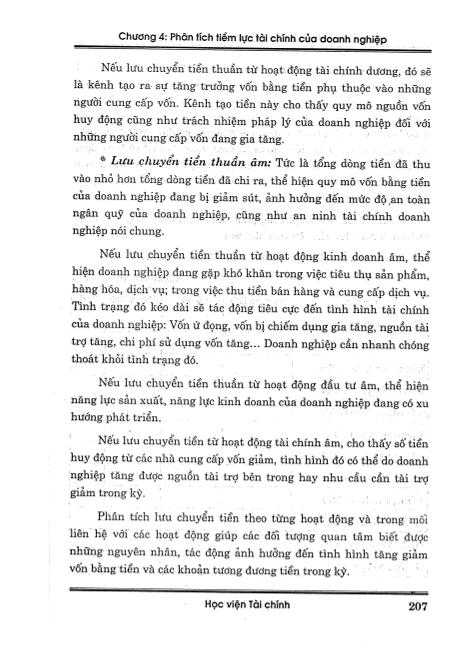 Chương 4: Phân tích tiềm lực tài chính của doanh nghiệp
Nếu lưu chuyển tiền thuần từ hoạt động tài chính dương, đó sẽ
là kênh tạo ra sự tăng trưởng vốn bằng tiền phụ thuộc vào những
người cung cấp vốn. Kênh tạo tiền này cho thấy quy mô nguồn vốn
huy động cũng như trách nhiệm pháp lý của doanh nghiệp đối với
những người cung cấp vốn đang gia tăng.
* Lưu chuyển tiền thuần âm: Tức là tổng dòng tiền đã thu
vào nhỏ hơn tổng dòng tiền đã chi ra, thể hiện quy mô vốn bằng tiền
của doanh nghiệp đang bị giảm sút, ảnh hưởng đến mức độ an toàn
ngân quỹ của doanh nghiệp, cũng như an ninh tài chính doanh
nghiệp nói chung.
Nếu lưu chuyển tiền thuần từ hoạt động kinh doanh âm, thể
hiện doanh nghiệp đang gặp khó khăn trong việc tiêu thụ sản phẩm,
hàng hóa, dịch vụ; trong việc thu tiền bán hàng và cung cấp dịch vụ.
Tình trạng đó kéo dài sẽ tác động tiêu cực đến tình hình tài chính
của doanh nghiệp: Vốn ứ đọng, vốn bị chiếm dụng gia tăng, nguồn tài
trợ tăng, chi phí sử dụng vốn tăng... Doanh nghiệp cần nhanh chóng
thoát khỏi tình trạng đó.
Nếu lưu chuyển tiền thuần từ hoạt động đầu tư âm, thể hiện
năng lực sản xuất, năng lực kinh doanh của doanh nghiệp đang có xu
hướng phát triển.
Nếu lưu chuyển tiền từ hoạt động tài chính âm, cho thấy số tiền
huy động từ các nhà cung cấp vốn giảm, tình hình đó có thể do doanh
nghiệp tăng được nguồn tài trợ bên trong hay nhu cầu cần tài trợ
giảm trong kỳ.
Phân tích lưu chuyển tiền theo từng hoạt động và trong mối
liên hệ với các hoạt động giúp các đối tượng quan tâm biết được
những nguyên nhân, tác động ảnh hưởng đến tình hình tăng giảm
vốn bằng tiền và các khoản tương đương tiền trong kỳ.
Học viện Tài chính 207